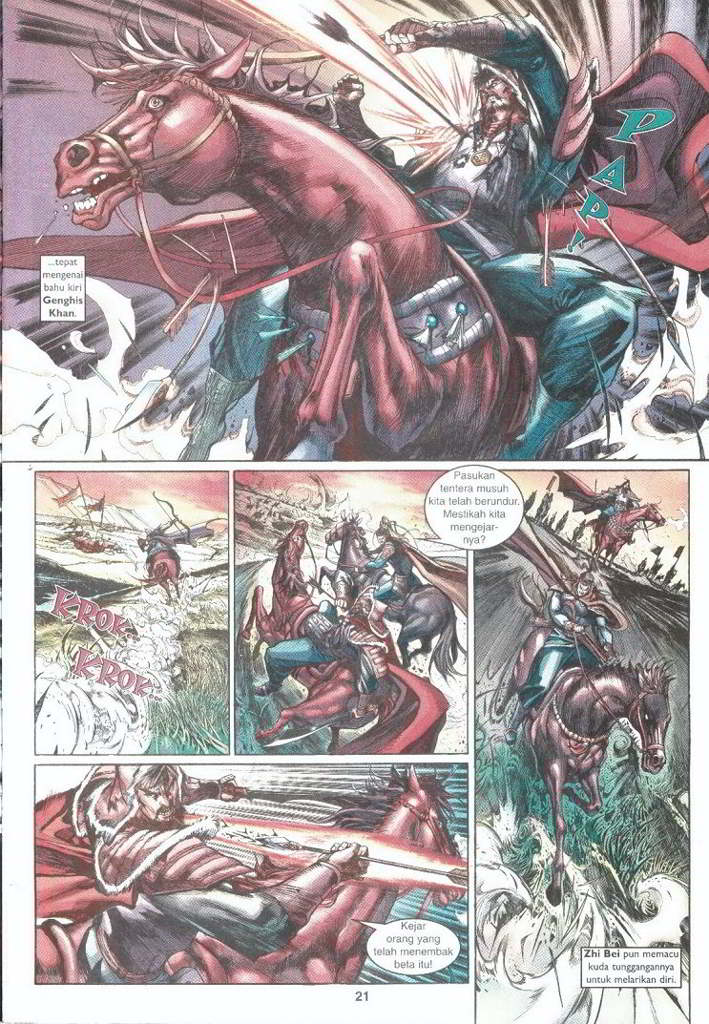 PAP!
...tepat
mengenai
bahu kiri
Genghis
Khan.
KROK
KROK
Pasukan
tentera musuh
kita telah berundur.
Mestikah kita
mengejar-
nya?
Kejar
orang yang
telah menembak
beta itu!
Zhi Bei pun memacu
kuda tunggangannya
untuk melarikan diri.
21